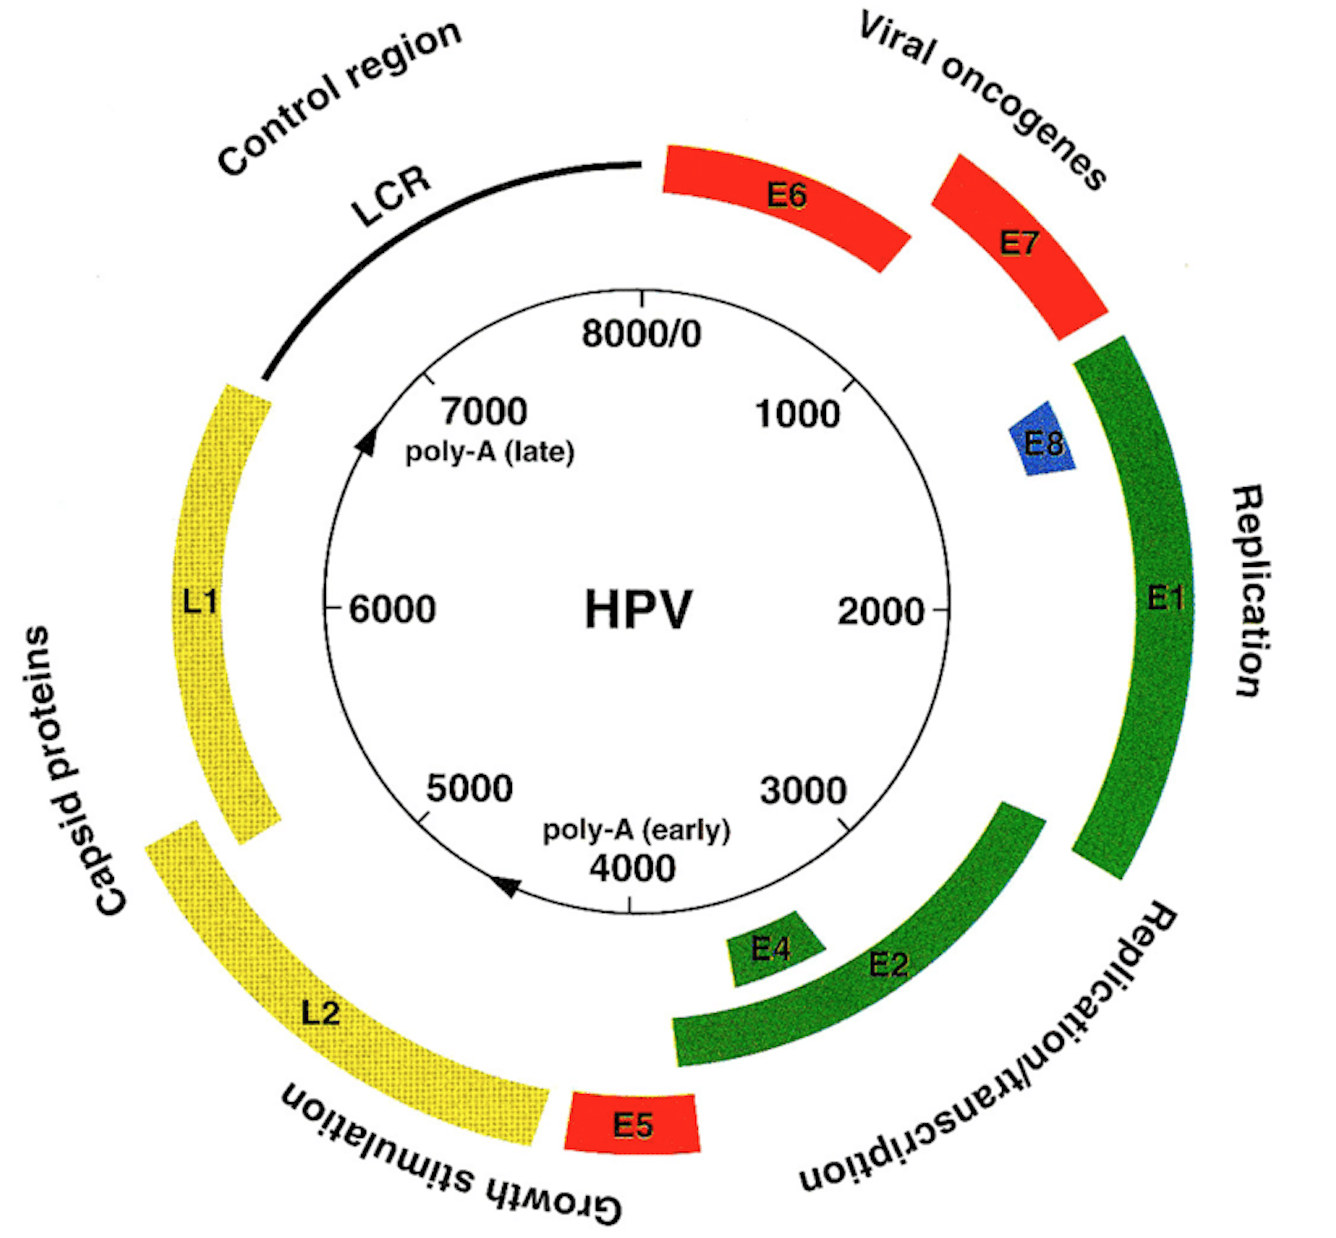 Control region
Viral oncogenes
LCR
E6
E7
8000/0
7000
poly-A (late)
1000
E8
Replication
L1
6000
HPV
2000
E1
Capsid proteins
5000
3000
poly-A (early)
4000
E4
E2
Replication/transcription
L2
E5
Growth stimulation